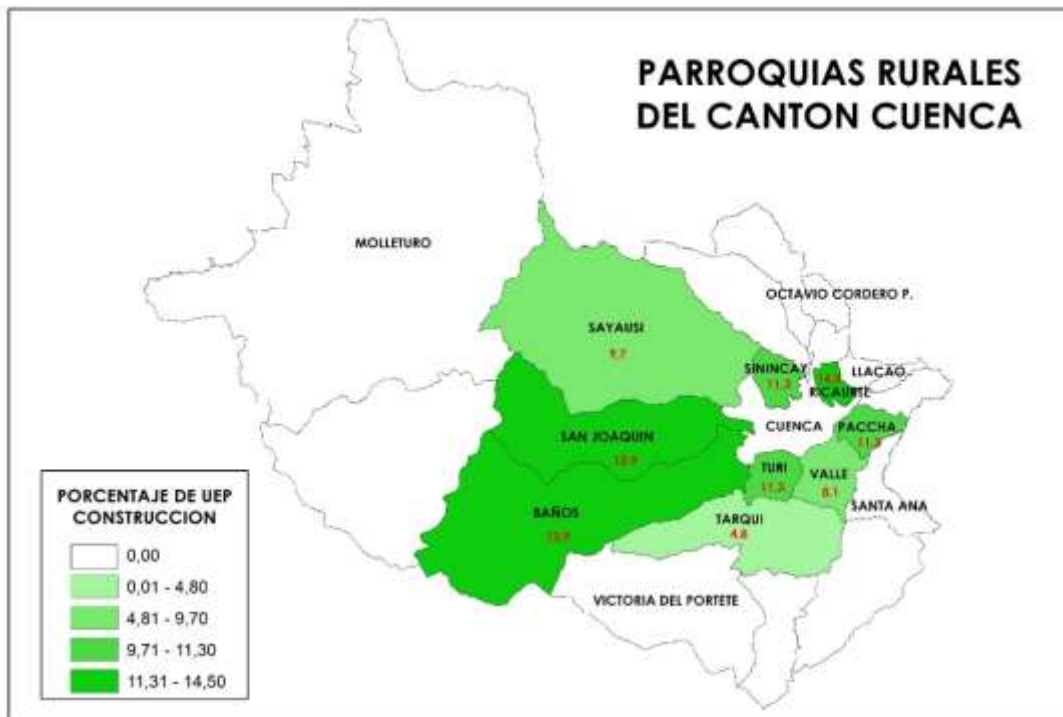 PARROQUIAS RURALES
DEL CANTON CUENCA
MOLLETURO
OCTAVIO CORDERO P.
SAYAUSI
9,7
SININCAY
11,3
LLACAO
RICAURSE
CUENCA
PACCHA
11,3
SAN JOAQUIN
TURI
11,3
VALLE
8,1
BAÑOS
SANTA ANA
TARQUI
4,8
VICTORIA DEL PORTETE
PORCENTAJE DE UEP
CONSTRUCCION
0,00
0,01 - 4,80
4,81 - 9,70
9,71 - 11,30
11,31 - 14,50